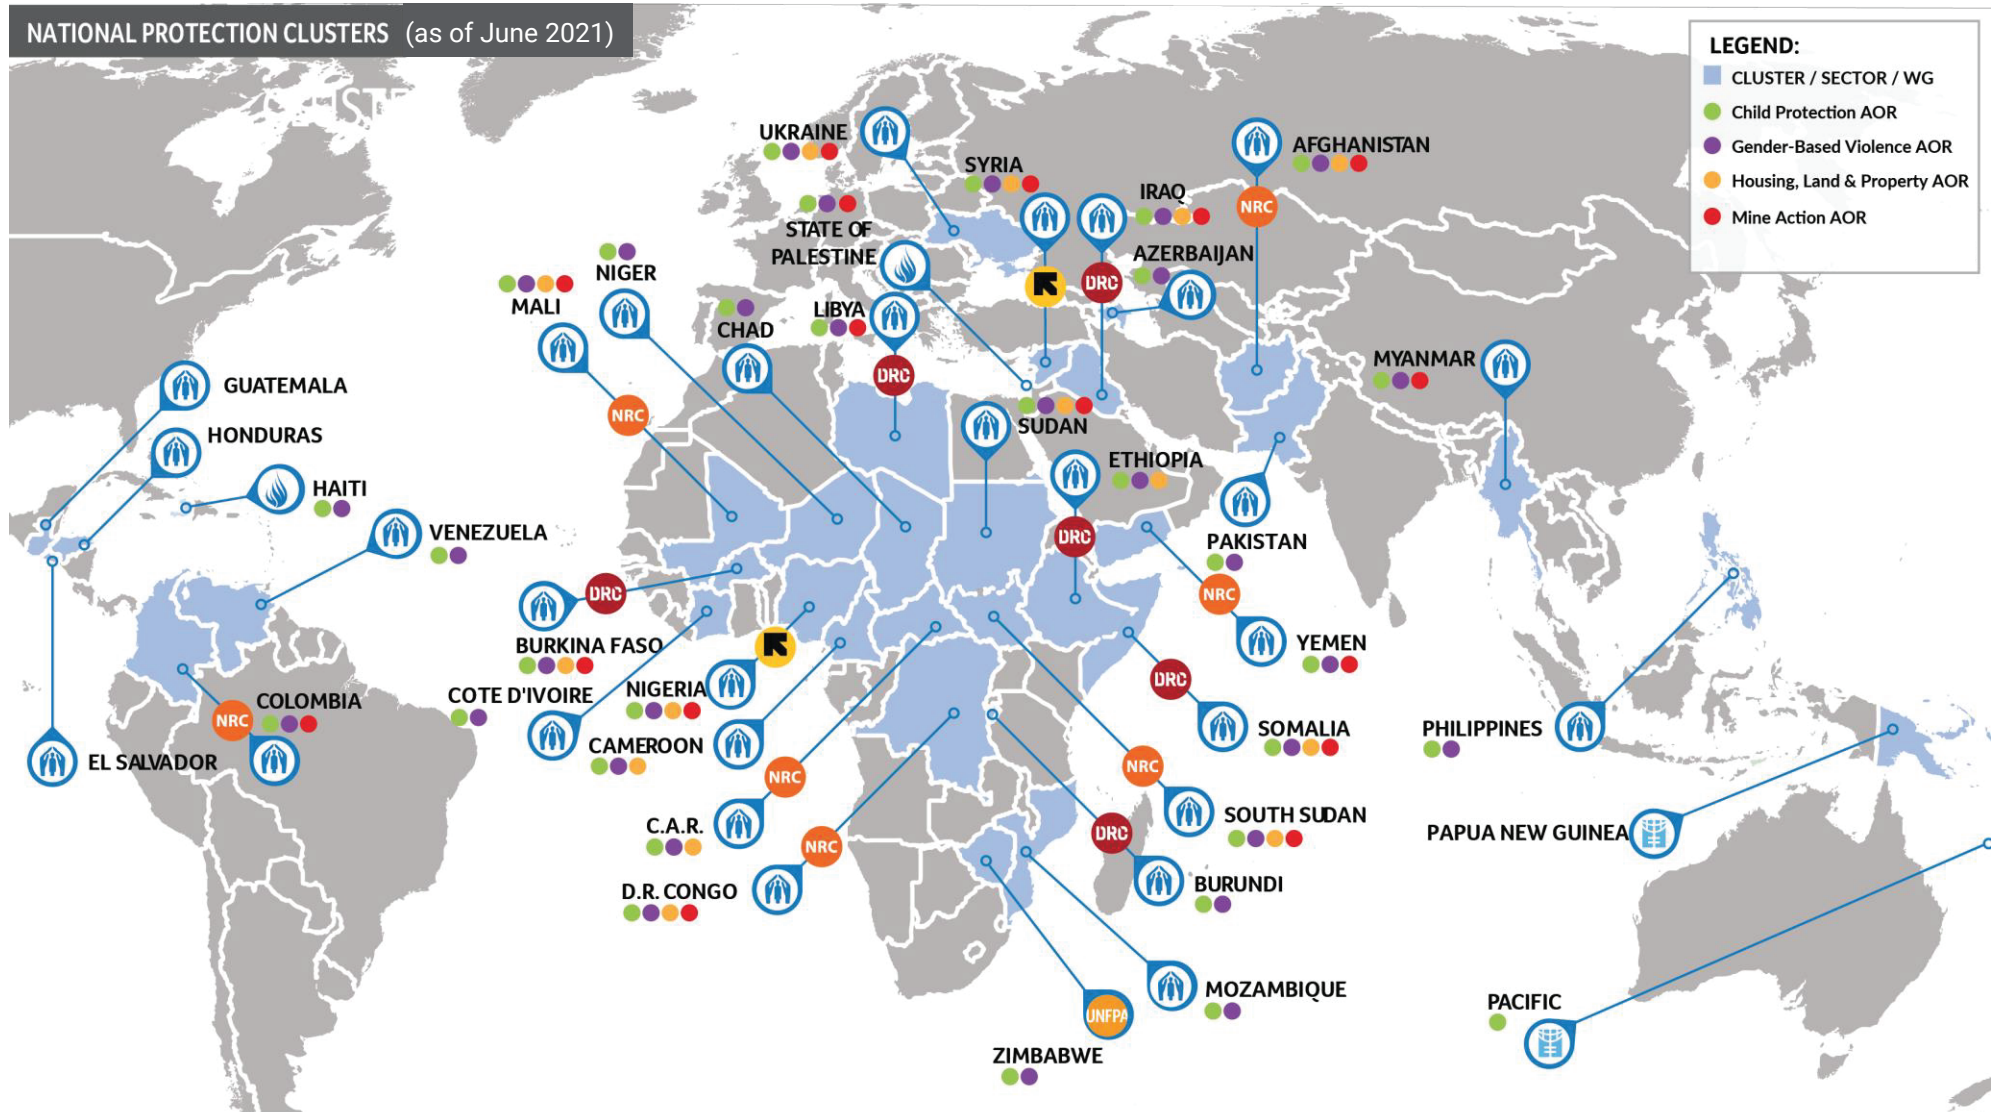 NATIONAL PROTECTION CLUSTERS (as of June 2021)
LEGEND:
CLUSTER / SECTOR / WG
Child Protection AOR
Gender-Based Violence AOR
Housing, Land & Property AOR
Mine Action AOR
UKRAINE
SYRIA
AFGHANISTAN
NRC
IRAQ
STATE OF
PALESTINE
AZERBAIJAN
DRC
NIGER
MALI
CHAD
LIBYA
DRC
MYANMAR
GUATEMALA
NRC
SUDAN
HONDURAS
ETHIOPIA
HAITI
VENEZUELA
DRC
PAKISTAN
DRC
NRC
BURKINA FASO
YEMEN
COTE D'IVOIRE
NIGERIA
DRC
COLOMBIA
NRC
SOMALIA
PHILIPPINES
CAMEROON
EL SALVADOR
NRC
NRC
SOUTH SUDAN
C.A.R.
NRC
DRC
PAPUA NEW GUINEA
D.R. CONGO
BURUNDI
MOZAMBIQUE
PACIFIC
UNFPA
ZIMBABWE